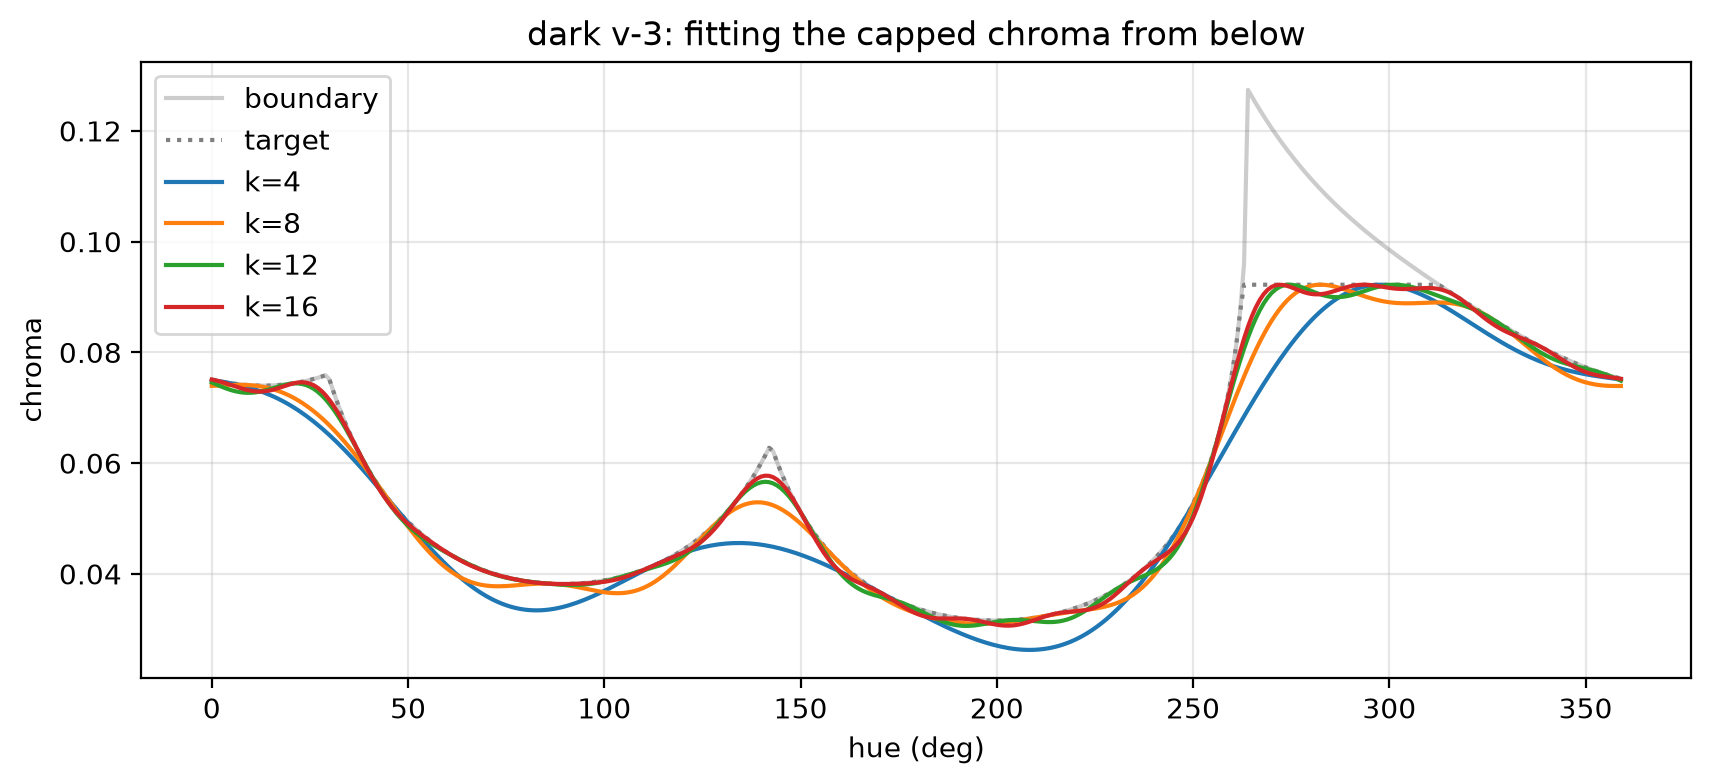 dark v-3: fitting the capped chroma from below
boundary
target
k=4
k=8
k=12
k=16
chroma
0.12
0.10
0.08
0.06
0.04
0 50 100 150 200 250 300 350
hue (deg)